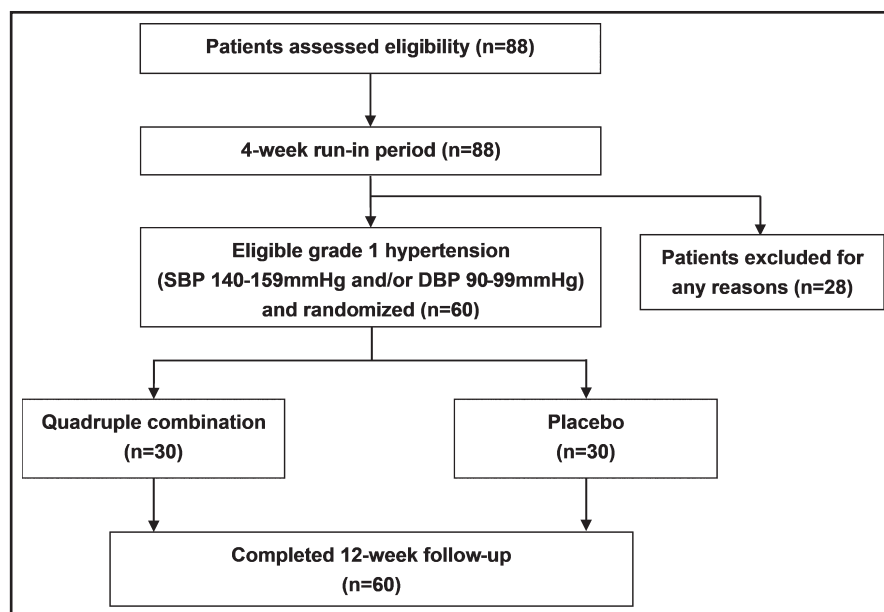 Patients assessed eligibility (n=88)
4-week run-in period (n=88)
Eligible grade 1 hypertension
(SBP 140-159mmHg and/or DBP 90-99mmHg)
and randomized (n=60)
Patients excluded for
any reasons (n=28)
Quadruple combination
(n=30)
Placebo
(n=30)
Completed 12-week follow-up
(n=60)